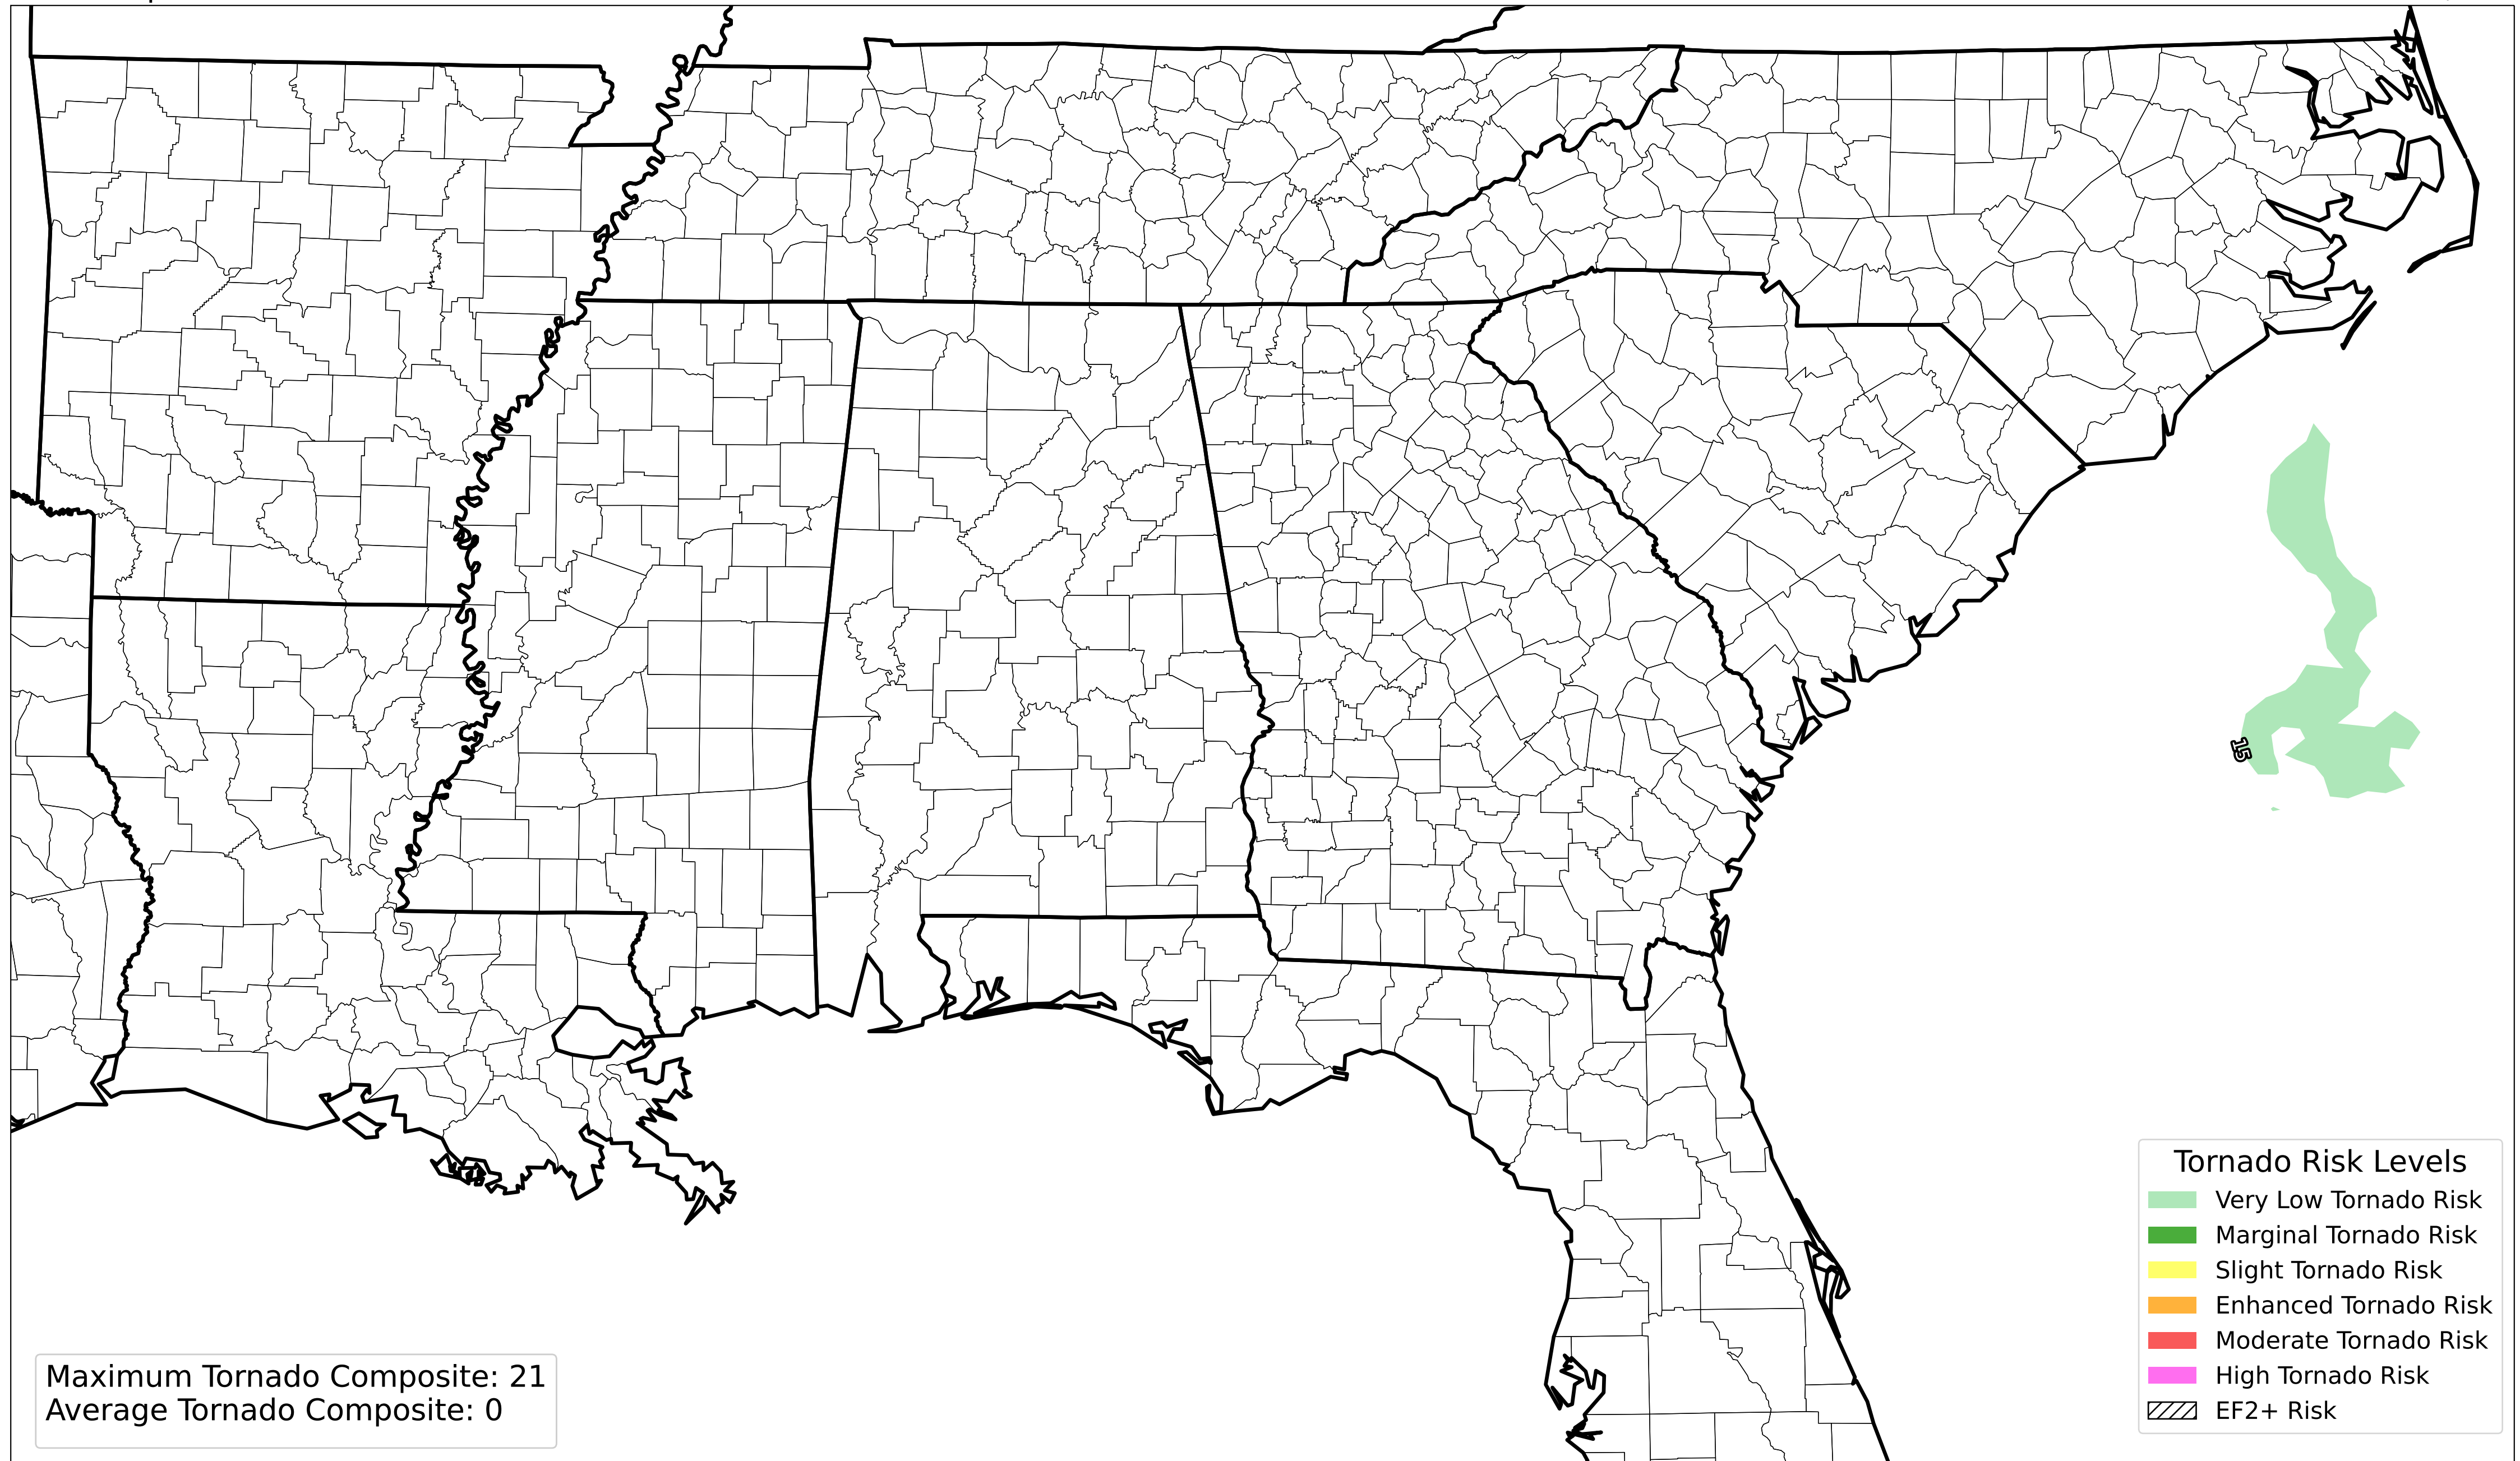 15
Tornado Risk Levels
Very Low Tornado Risk
Marginal Tornado Risk
Slight Tornado Risk
Enhanced Tornado Risk
Moderate Tornado Risk
High Tornado Risk
EF2+ Risk
Maximum Tornado Composite: 21
Average Tornado Composite: 0